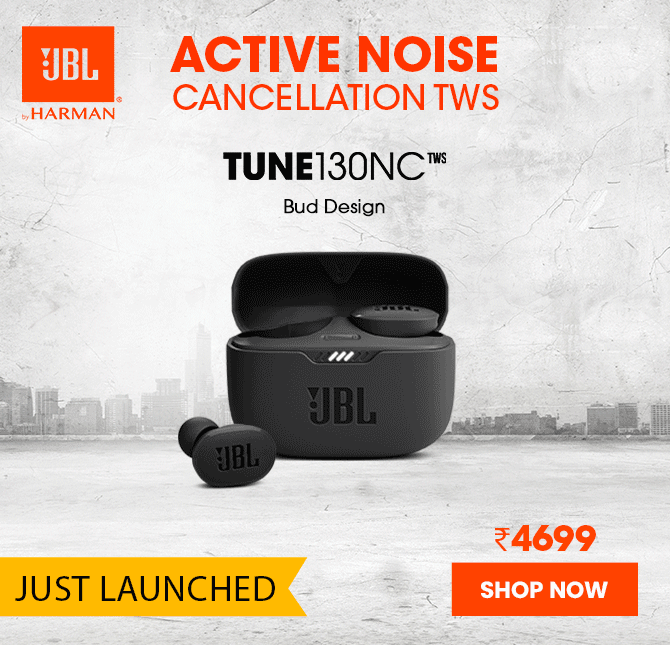 JBL
by HARMAN®
ACTIVE NOISE
CANCELLATION TWS
TUNE130NC TWS
Bud Design
JBL
JBL
₹4699
JUST LAUNCHED
SHOP NOW